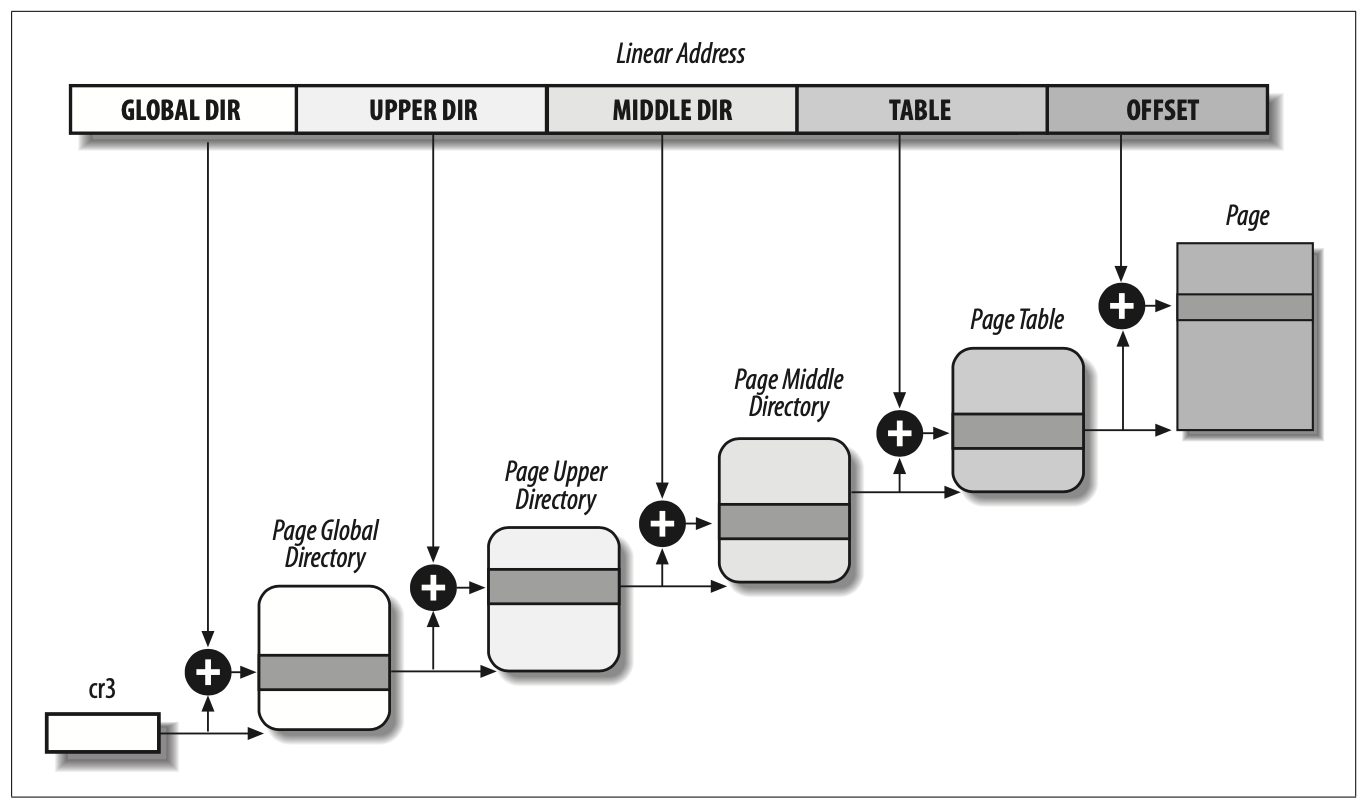 Linear Address
GLOBAL DIR
UPPER DIR
MIDDLE DIR
TABLE
OFFSET
Page
Page Table
Page Middle
Directory
Page Upper
Directory
Page Global
Directory
cr3